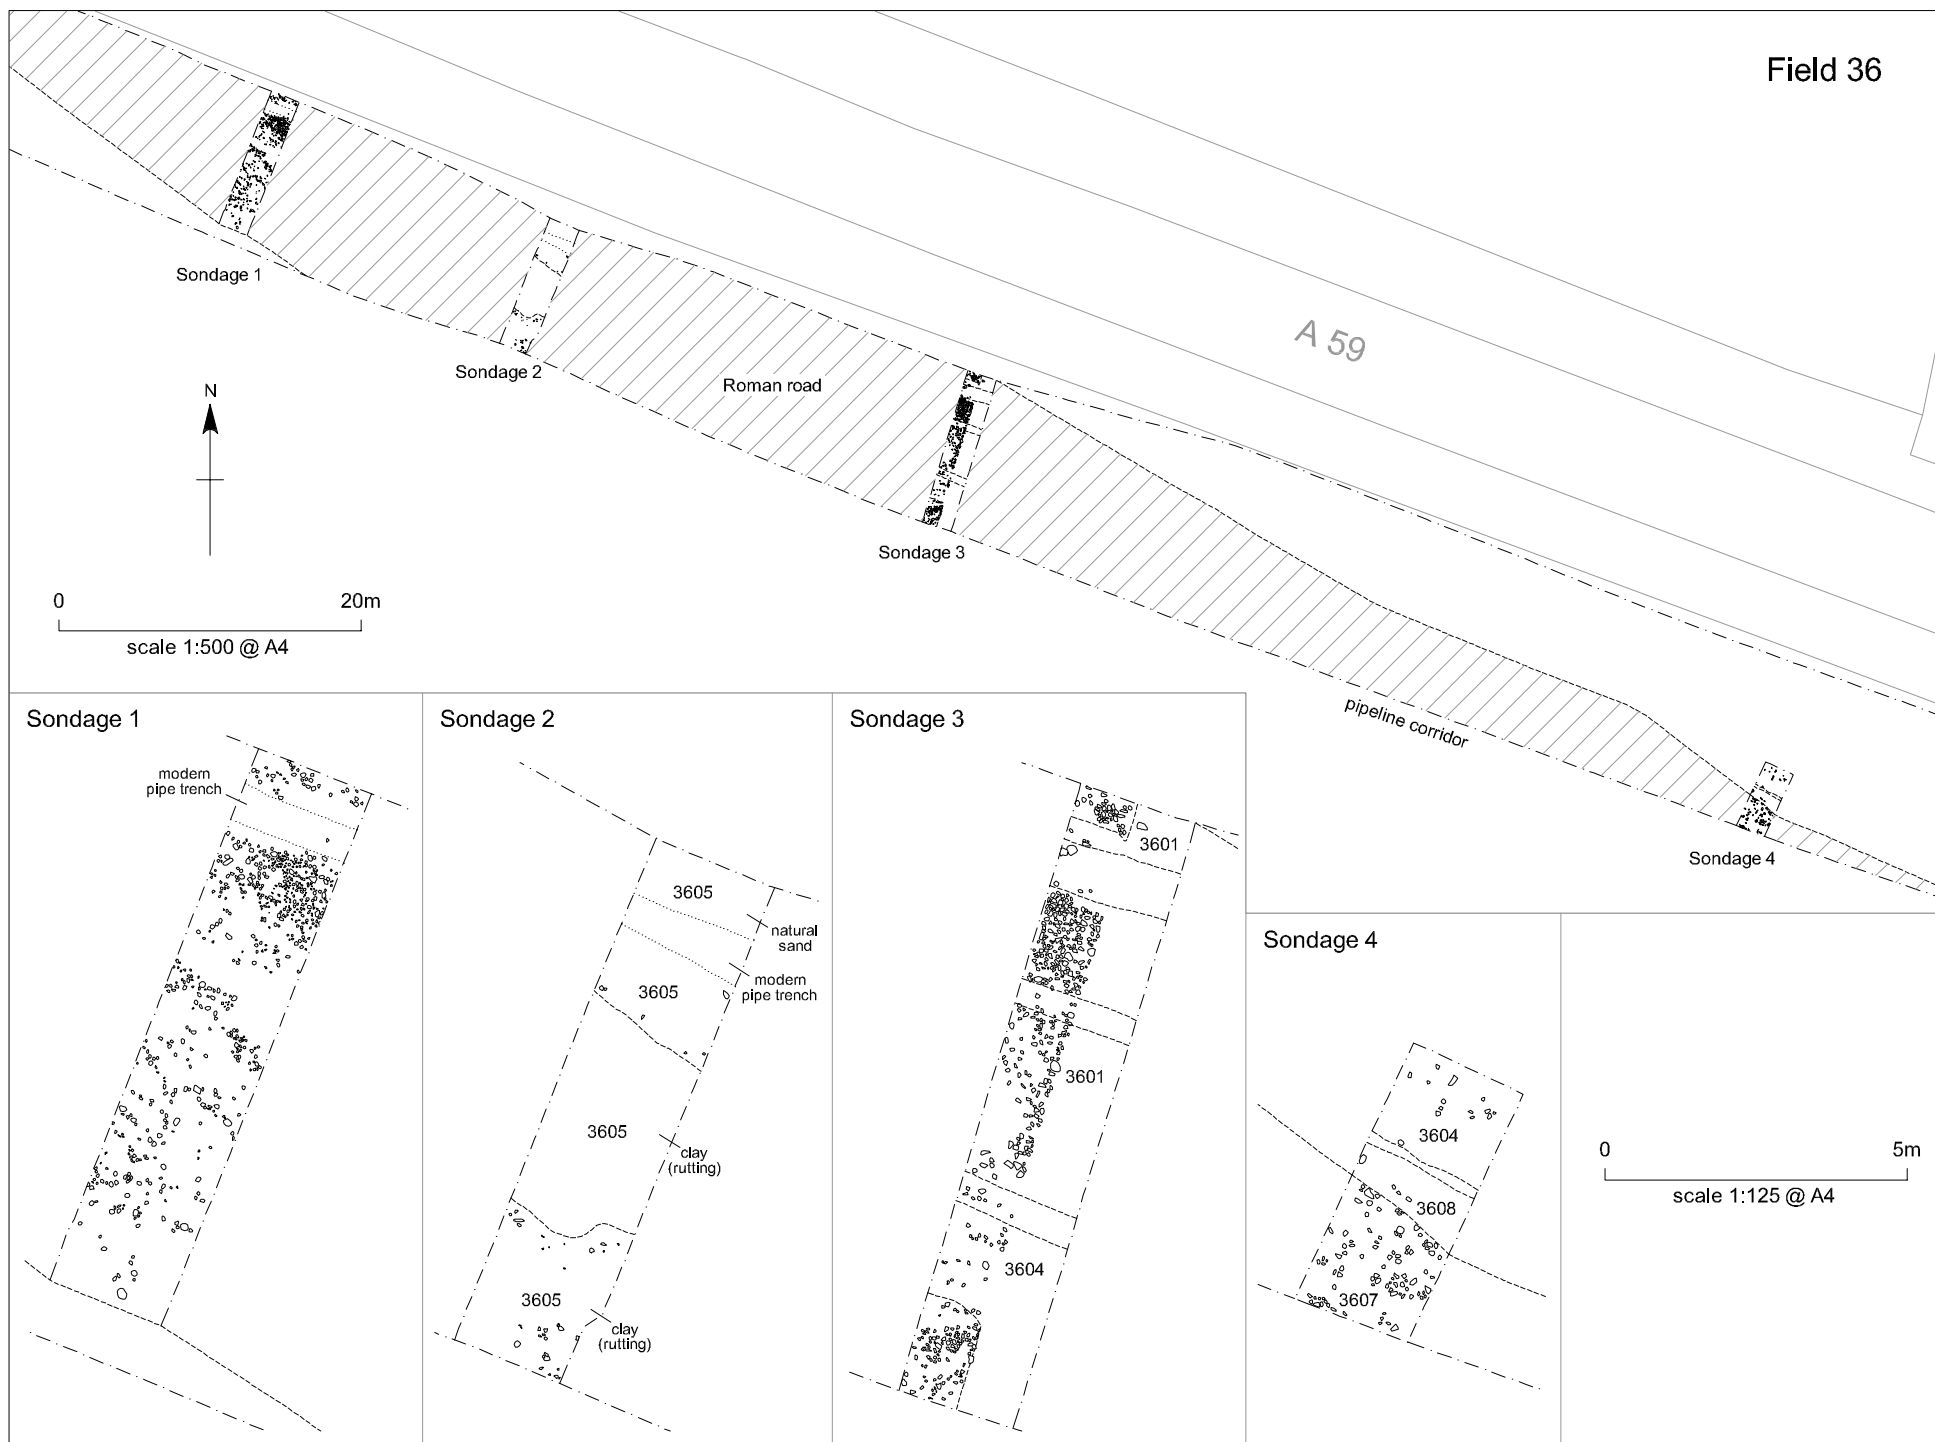 Field 36
A 59
Sondage 1
Sondage 2
Roman road
N
Sondage 3
0 20m
scale 1:500 @ A4
pipeline corridor
Sondage 4
Sondage 1
modern
pipe trench
Sondage 2
3605
natural
sand
modern
pipe trench
3605
3605
clay
(rutting)
3605
clay
(rutting)
Sondage 3
3601
3601
3604
Sondage 4
3604
3608
3607
0 5m
scale 1:125 @ A4